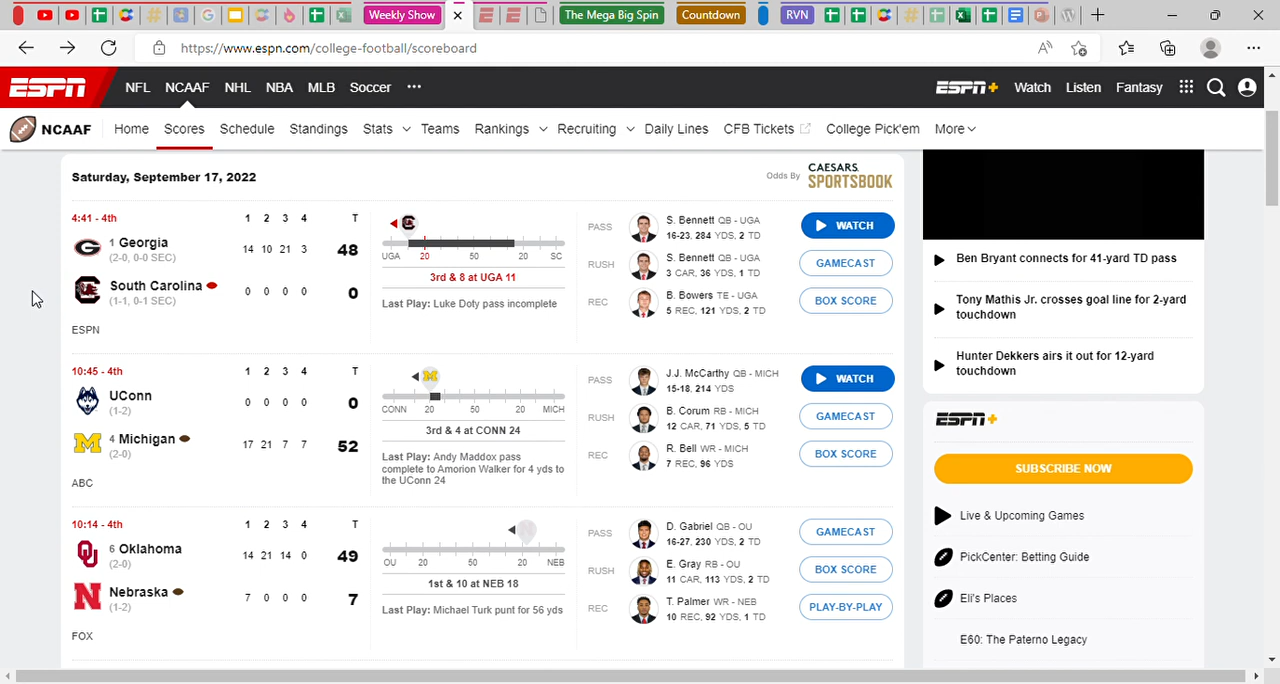 Weekly Show
The Mega Big Spin
Countdown
RVN
https://www.espn.com/college-football/scoreboard
ESPN NFL NCAAF NHL NBA MLB Soccer
ESPN+ Watch Listen Fantasy
NCAAF Home Scores Schedule Standings Stats Teams Rankings Recruiting Daily Lines CFB Tickets College Pick'em More
Saturday, September 17, 2022
Odds By CAESARS SPORTSBOOK
4:41 - 4th 1 2 3 4 T
1 Georgia 14 10 21 3 48
(2-0, 0-0 SEC)
South Carolina 0 0 0 0 0
(1-1, 0-1 SEC)
ESPN
UGA 20 50 20 SC
3rd & 8 at UGA 11
Last Play: Luke Doty pass incomplete
PASS S. Bennett QB - UGA
16-23, 284 YDS, 2 TD
RUSH S. Bennett QB - UGA
3 CAR, 36 YDS, 1 TD
REC B. Bowers TE - UGA
5 REC, 121 YDS, 2 TD
WATCH
GAMECAST
BOX SCORE
10:45 - 4th 1 2 3 4 T
UConn 0 0 0 0 0
(1-2)
4 Michigan 17 21 7 7 52
(2-0)
ABC
CONN 20 50 20 MICH
3rd & 4 at CONN 24
Last Play: Andy Maddox pass
complete to Amorion Walker for 4 yds to
the UConn 24
PASS J.J. McCarthy QB - MICH
15-18, 214 YDS
RUSH B. Corum RB - MICH
12 CAR, 71 YDS, 5 TD
REC R. Bell WR - MICH
7 REC, 96 YDS
WATCH
GAMECAST
BOX SCORE
10:14 - 4th 1 2 3 4 T
6 Oklahoma 14 21 14 0 49
(2-0)
Nebraska 7 0 0 0 7
(1-2)
FOX
OU 20 50 20 NEB
1st & 10 at NEB 18
Last Play: Michael Turk punt for 56 yds
PASS D. Gabriel QB - OU
16-27, 230 YDS, 2 TD
RUSH E. Gray RB - OU
11 CAR, 113 YDS, 2 TD
REC T. Palmer WR - NEB
10 REC, 92 YDS, 1 TD
GAMECAST
BOX SCORE
PLAY-BY-PLAY
Ben Bryant connects for 41-yard TD pass
Tony Mathis Jr. crosses goal line for 2-yard
touchdown
Hunter Dekkers airs it out for 12-yard
touchdown
ESPN+
SUBSCRIBE NOW
Live & Upcoming Games
PickCenter: Betting Guide
Eli's Places
E60: The Paterno Legacy